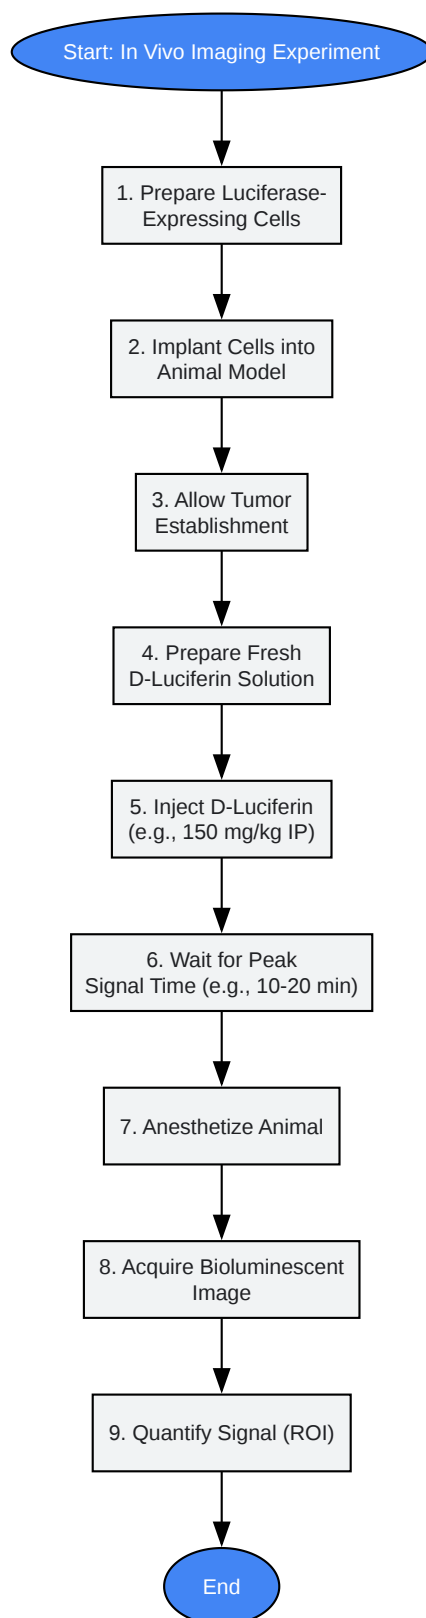 Start: In Vivo Imaging Experiment
1. Prepare Luciferase-
Expressing Cells
2. Implant Cells into
Animal Model
3. Allow Tumor
Establishment
4. Prepare Fresh
D-Luciferin Solution
5. Inject D-Luciferin
(e.g., 150 mg/kg IP)
6. Wait for Peak
Signal Time (e.g., 10-20 min)
7. Anesthetize Animal
8. Acquire Bioluminescent
Image
9. Quantify Signal (ROI)
End